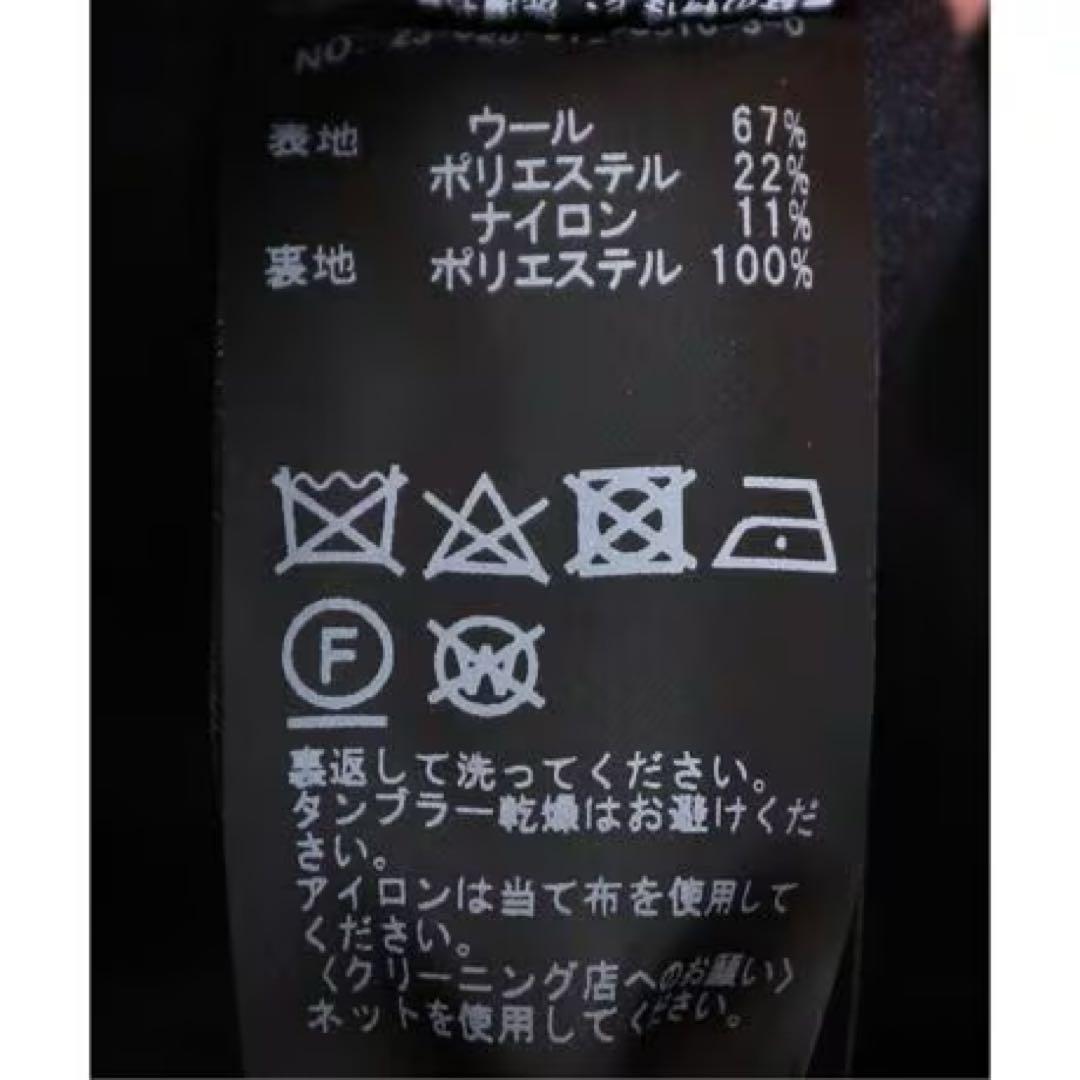 NO.
表地 ウール 67%
ポリエステル 22%
ナイロン 11%
裏地 ポリエステル 100%
F
W
裏返して洗ってください。
タンブラー乾燥はお避けくだ
さい。
アイロンは当て布を使用して
ください。
〈クリーニング店へのお願い〉
ネットを使用してください。